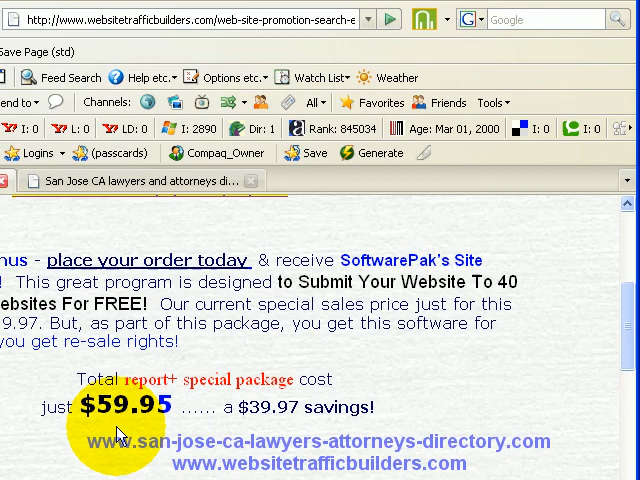 http://www.websitetrafficbuilders.com/web-site-promotion-search-e
Google
Save Page (std)
Feed Search Help etc. Options etc. Watch List Weather
end to Channels: All Favorites Friends Tools
I: 0 L: 0 LD: 0 I: 2890 Dir: 1 Rank: 845034 Age: Mar 01, 2000 I: 0 I: 0
Logins (passcards) Compaq_Owner Save Generate
San Jose CA lawyers and attorneys di...
nus - place your order today & receive SoftwarePak's Site
! This great program is designed to Submit Your Website To 40
ebsites For FREE! Our current special sales price just for this
9.97. But, as part of this package, you get this software for
you get re-sale rights!
Total report+ special package cost
just $59.95 ...... a $39.97 savings!
www.san-jose-ca-lawyers-attorneys-directory.com
www.websitetrafficbuilders.com